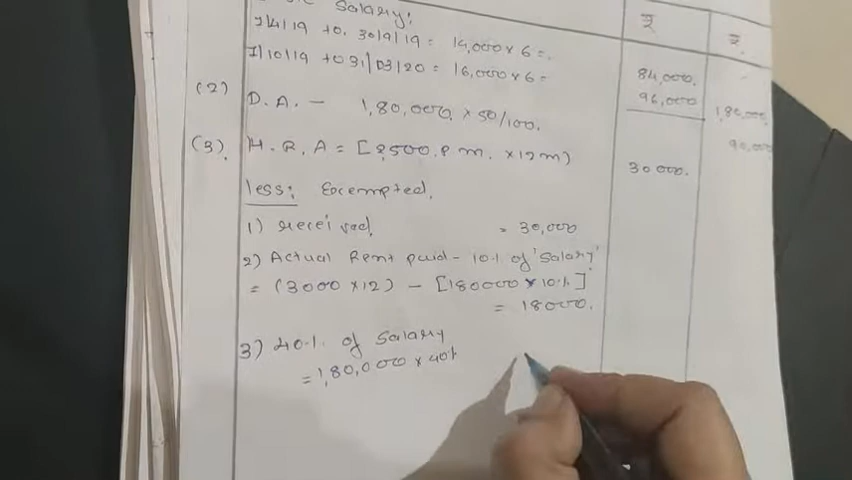 Salary:
₹ ₹
1/4/19 to. 30/9/19 = 14,000 x 6 =. 84,000.
1/10/19 to 31/03/20 = 16,000 x 6 = 96,000 1,80,000
(2) D.A. - 1,80,000 x 50/100. 90,000
(3). H.R.A = [2500.P m. x 12m) 30000.
less: Excempted.
1) received. = 30,000
2) Actual Rent paid - 10% of 'Salary'
= (3000 x 12) - [180000 x 10%]
= 18000.
3) 40% of Salary
= 1,80,000 x 40%